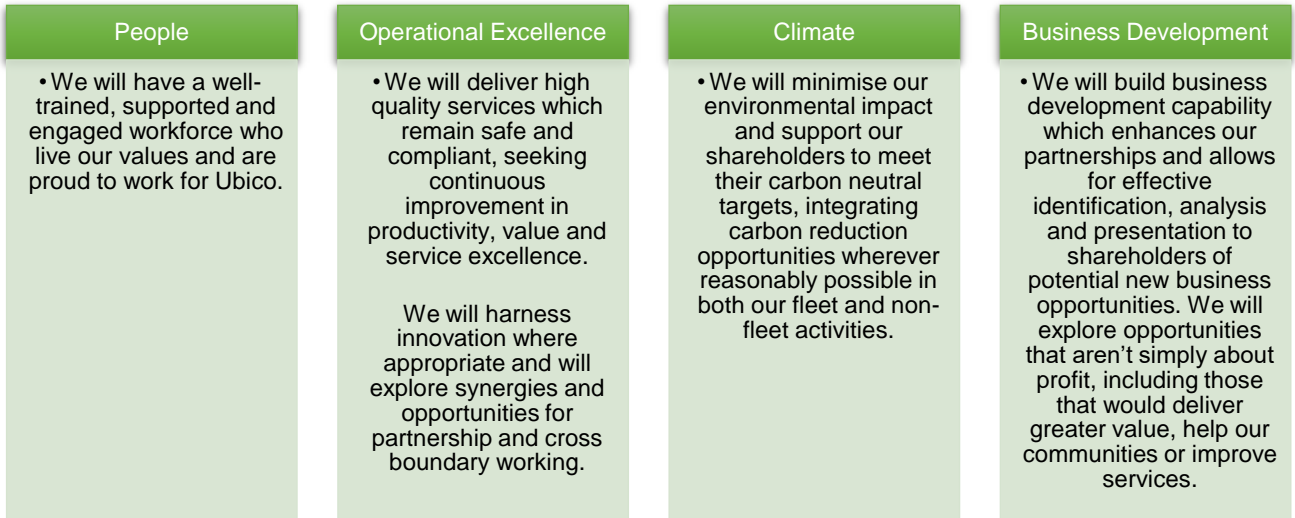 People
• We will have a well-
trained, supported and
engaged workforce who
live our values and are
proud to work for Ubico.
Operational Excellence
• We will deliver high
quality services which
remain safe and
compliant, seeking
continuous
improvement in
productivity, value and
service excellence.
We will harness
innovation where
appropriate and will
explore synergies and
opportunities for
partnership and cross
boundary working.
Climate
• We will minimise our
environmental impact
and support our
shareholders to meet
their carbon neutral
targets, integrating
carbon reduction
opportunities wherever
reasonably possible in
both our fleet and non-
fleet activities.
Business Development
• We will build business
development capability
which enhances our
partnerships and allows
for effective
identification, analysis
and presentation to
shareholders of
potential new business
opportunities. We will
explore opportunities
that aren’t simply about
profit, including those
that would deliver
greater value, help our
communities or improve
services.